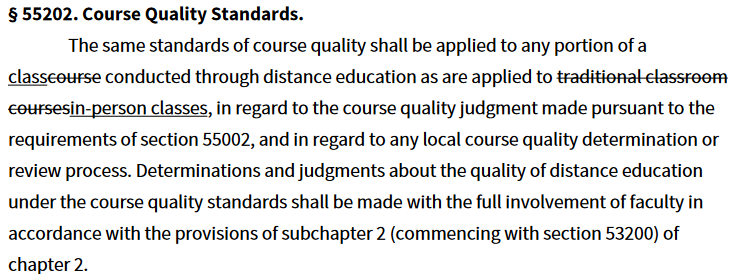 § 55202. Course Quality Standards.
The same standards of course quality shall be applied to any portion of a
classcourse conducted through distance education as are applied to traditional classroom
coursesin-person classes, in regard to the course quality judgment made pursuant to the
requirements of section 55002, and in regard to any local course quality determination or
review process. Determinations and judgments about the quality of distance education
under the course quality standards shall be made with the full involvement of faculty in
accordance with the provisions of subchapter 2 (commencing with section 53200) of
chapter 2.